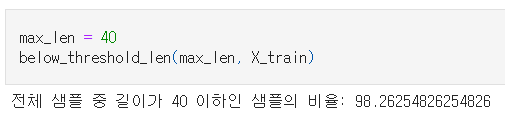 max_len = 40
below_threshold_len(max_len, X_train)
전체 샘플 중 길이가 40 이하인 샘플의 비율: 98.26254826254826